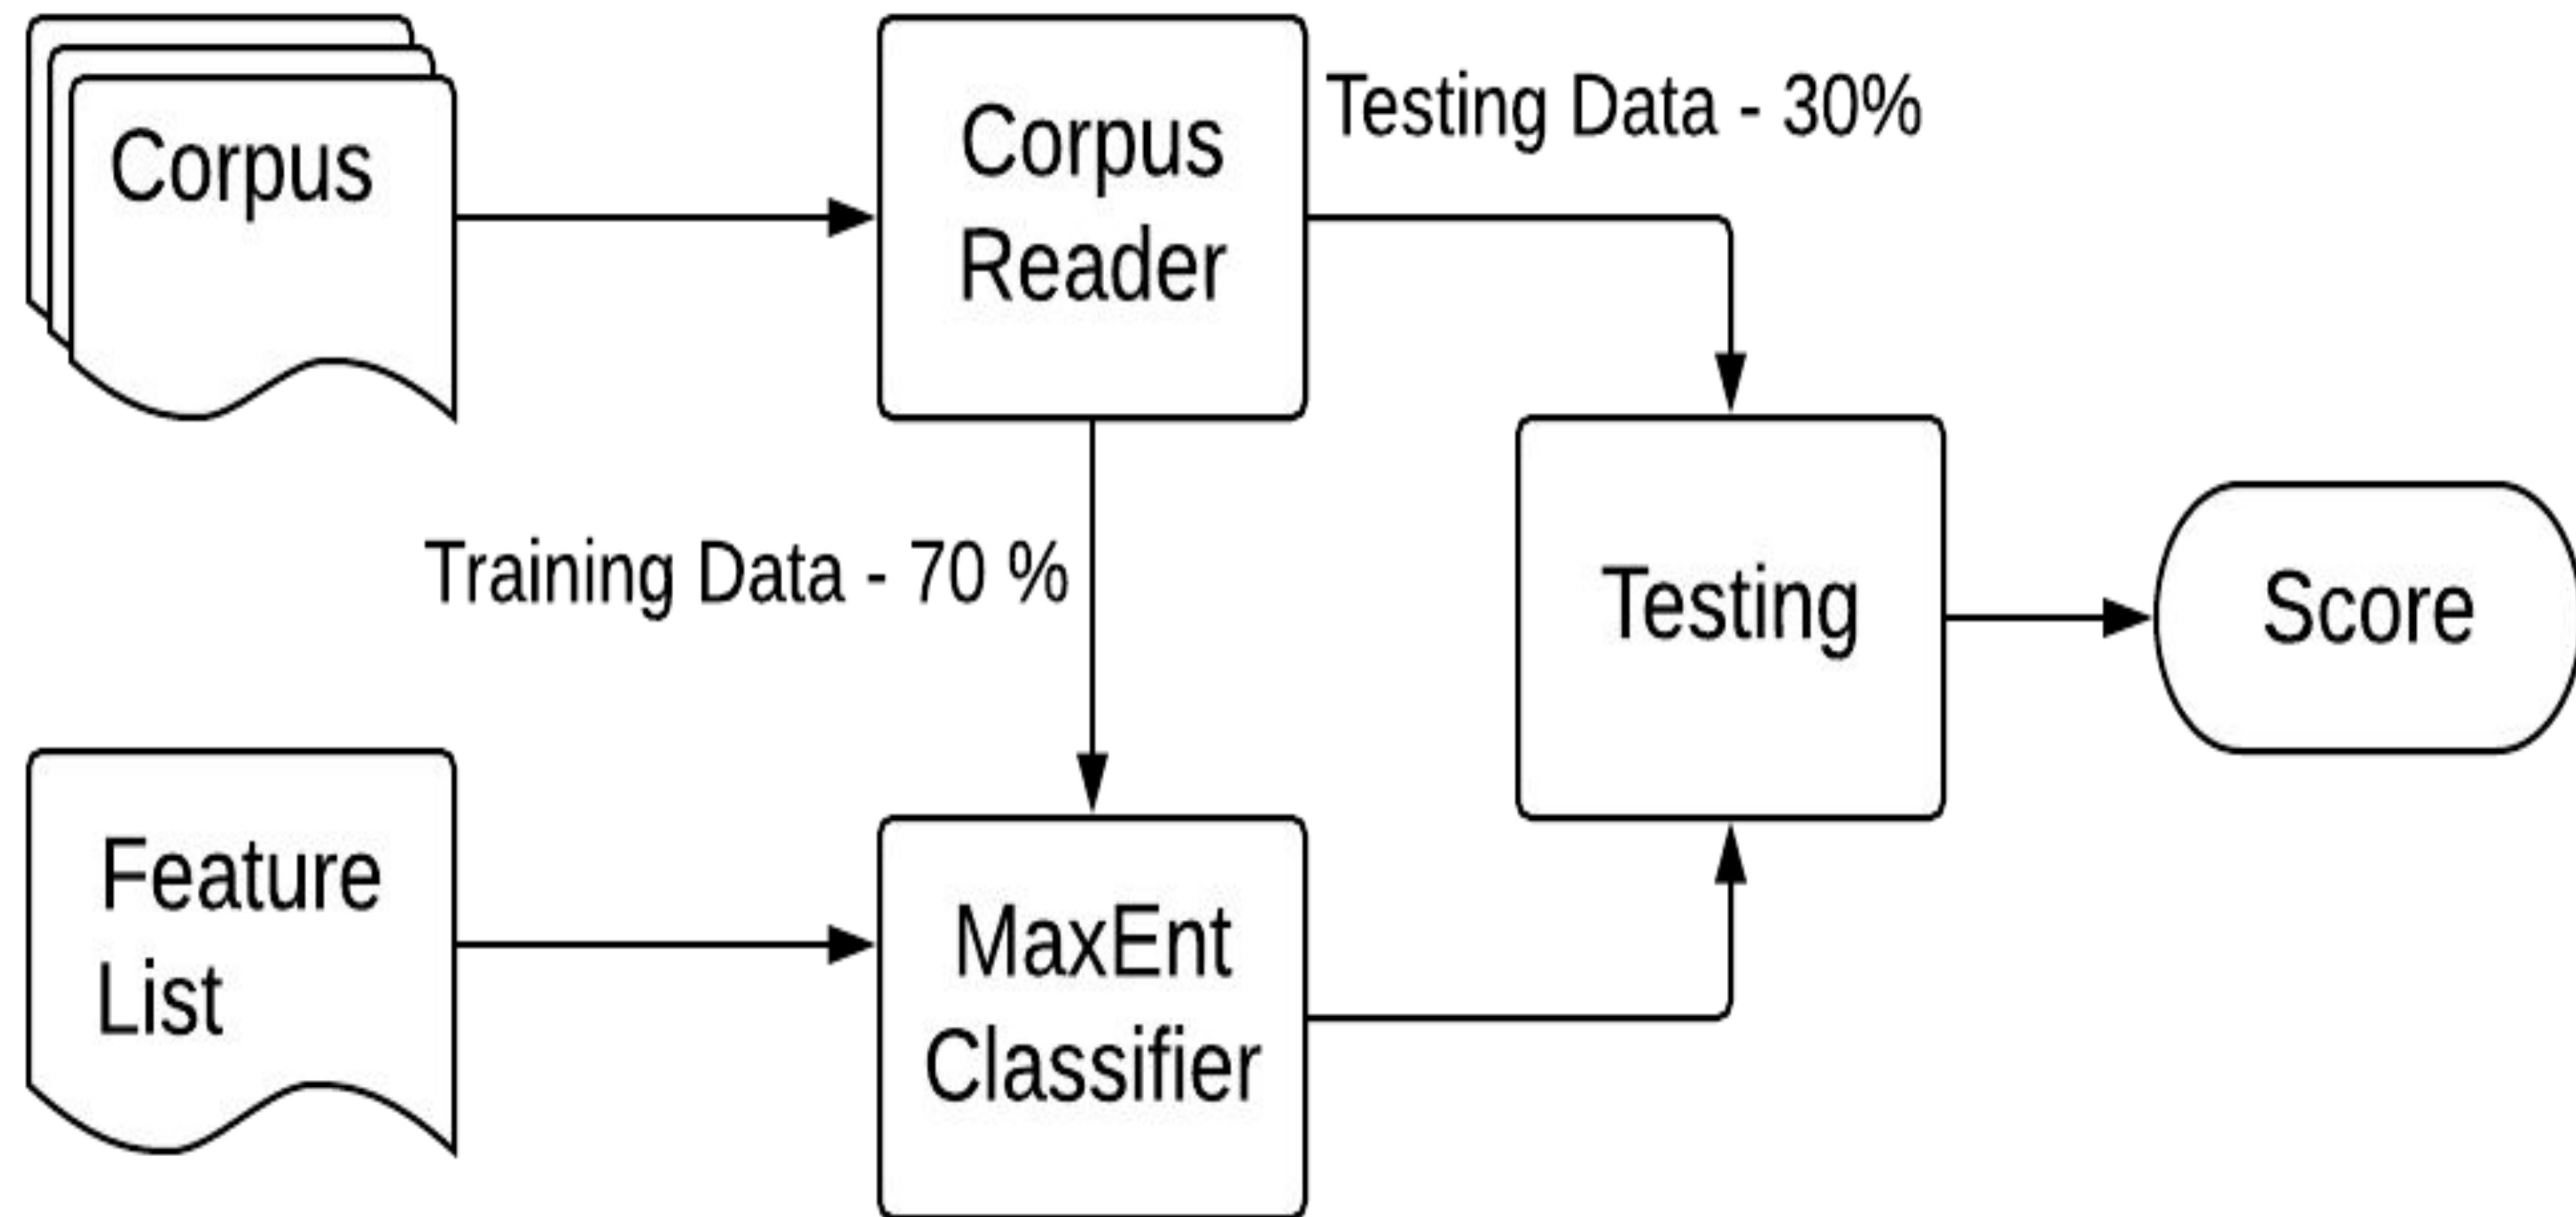 Corpus
Corpus
Reader
Testing Data - 30%
Training Data - 70 %
Testing
Score
Feature
List
MaxEnt
Classifier